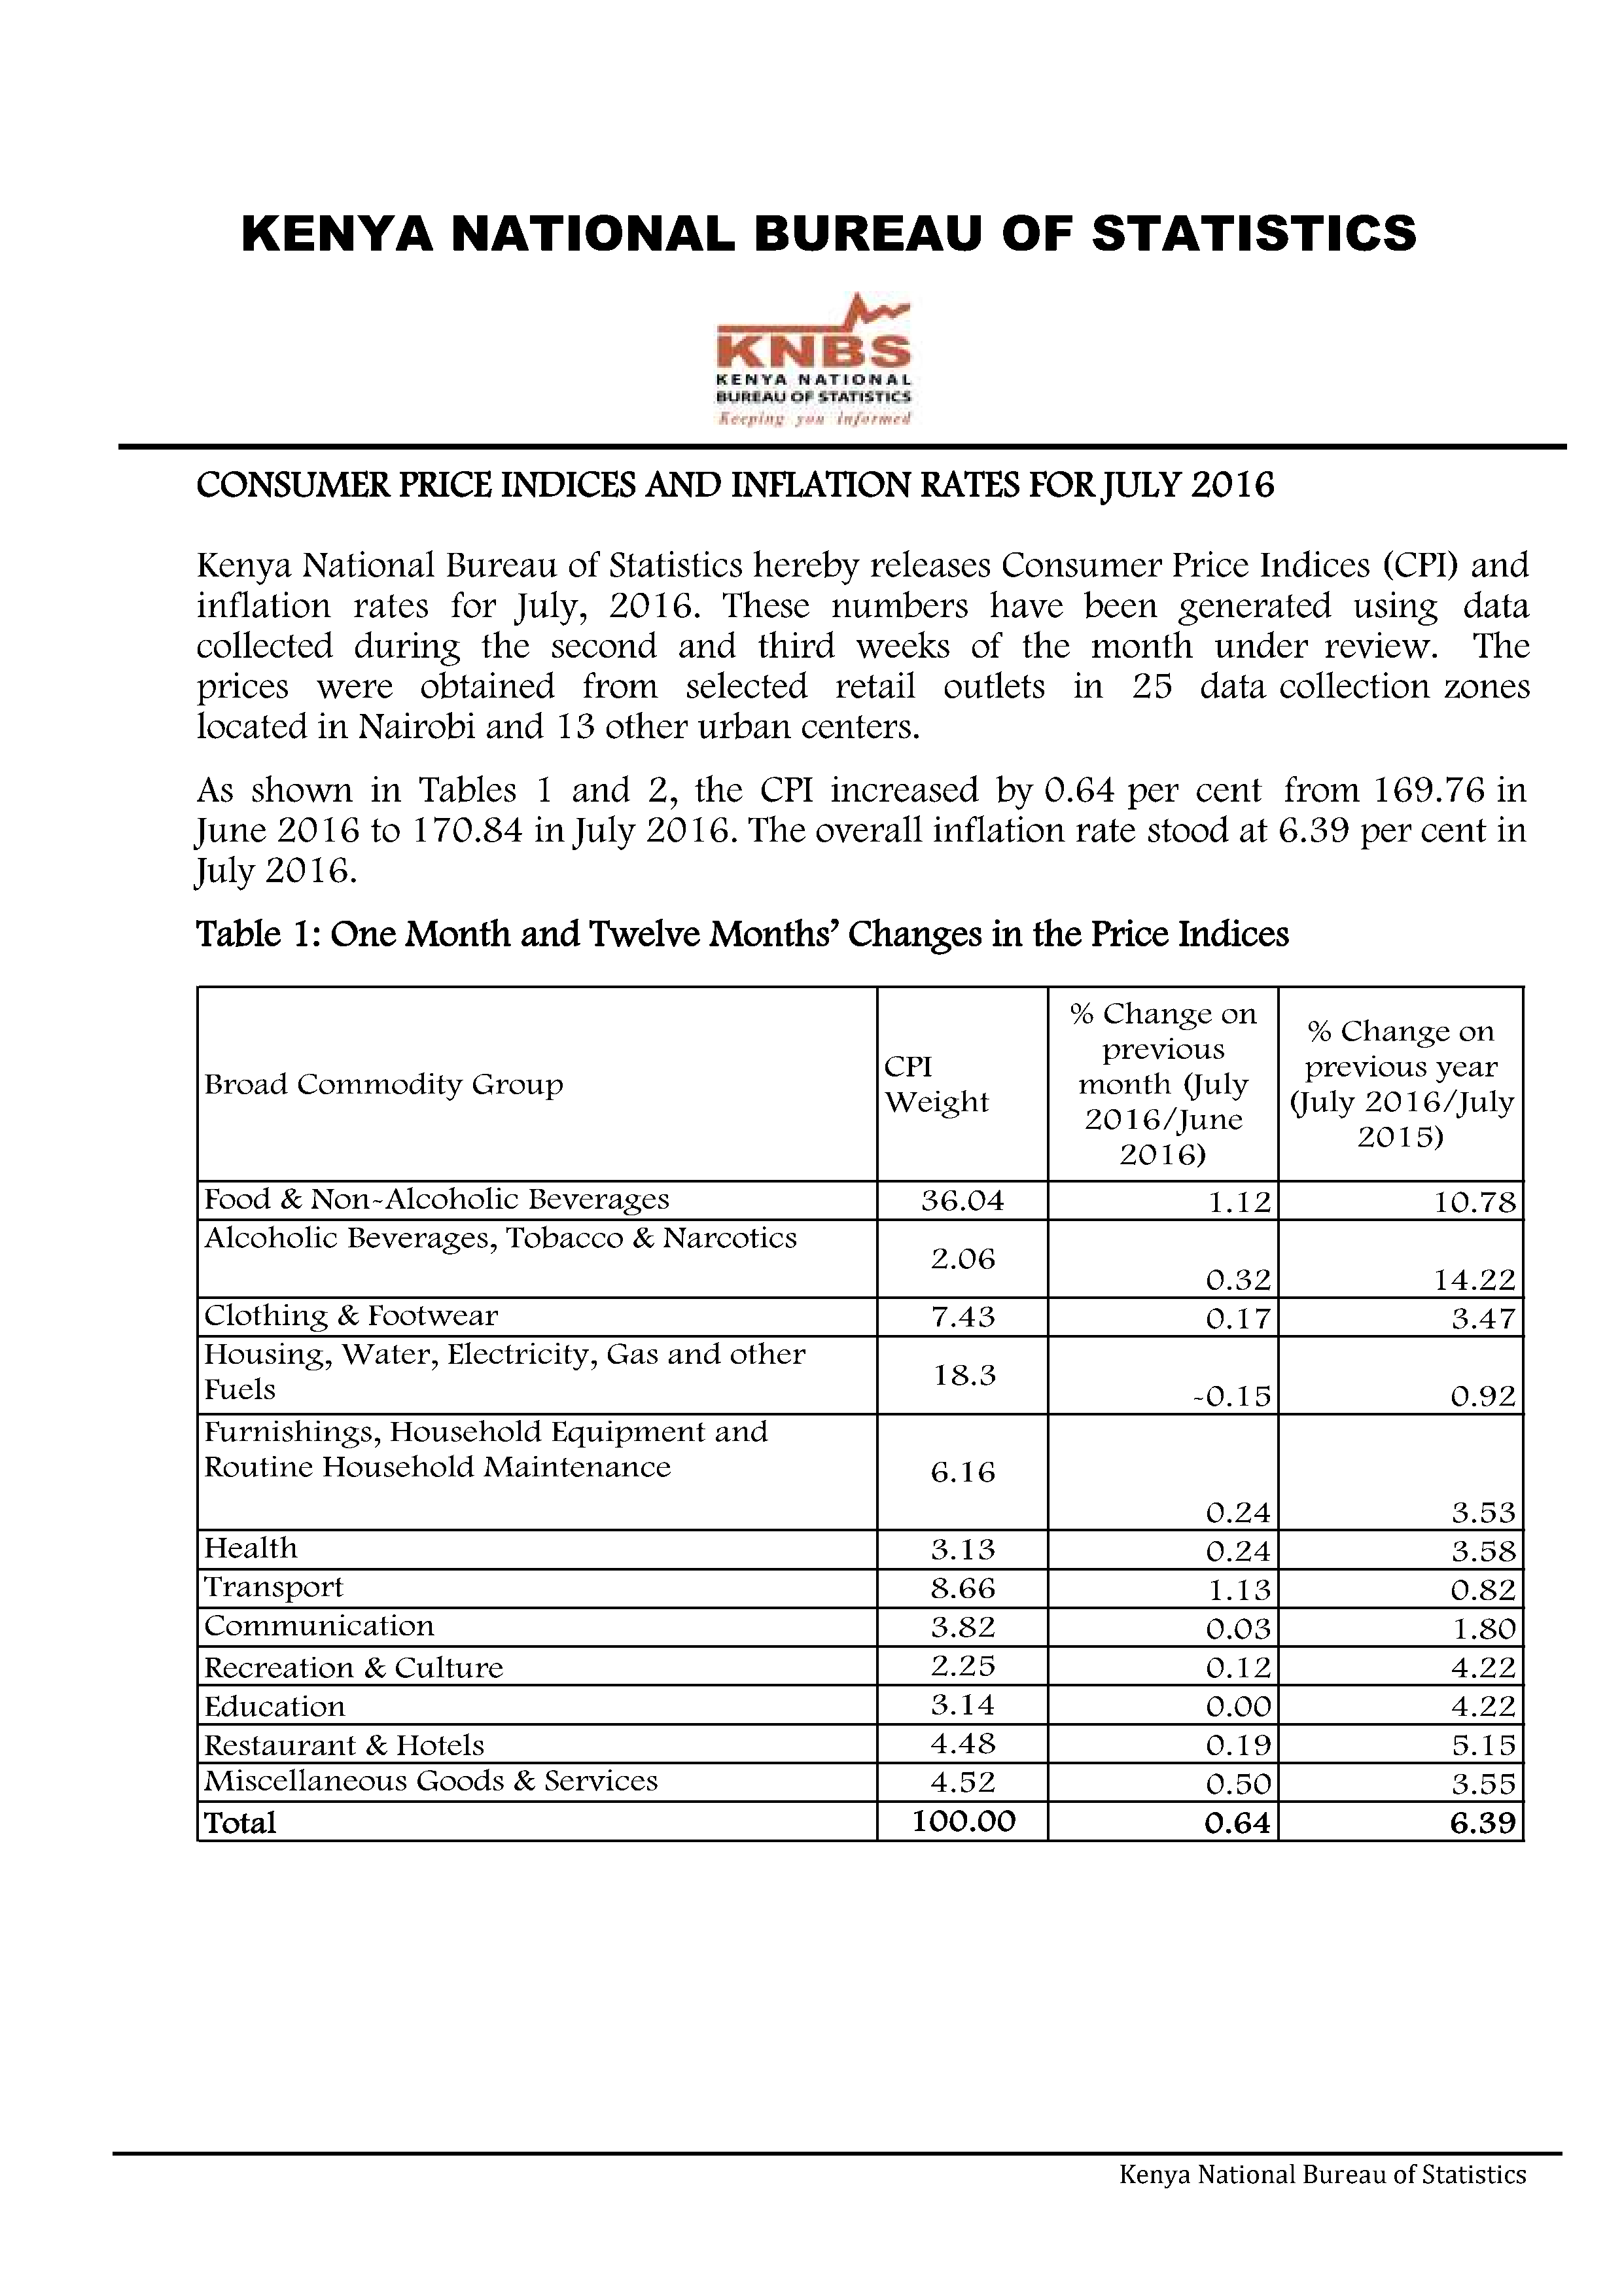 KENYA NATIONAL BUREAU OF STATISTICS
KNBS
KENYA NATIONAL
BUREAU OF STATISTICS
Keeping you informed
CONSUMER PRICE INDICES AND INFLATION RATES FOR JULY 2016
Kenya National Bureau of Statistics hereby releases Consumer Price Indices (CPI) and
inflation rates for July, 2016. These numbers have been generated using data
collected during the second and third weeks of the month under review. The
prices were obtained from selected retail outlets in 25 data collection zones
located in Nairobi and 13 other urban centers.
As shown in Tables 1 and 2, the CPI increased by 0.64 per cent from 169.76 in
June 2016 to 170.84 in July 2016. The overall inflation rate stood at 6.39 per cent in
July 2016.
Table 1: One Month and Twelve Months’ Changes in the Price Indices
Broad Commodity Group
CPI
Weight
% Change on
previous
month (July
2016/June
2016)
% Change on
previous year
(July 2016/July
2015)
Food & Non-Alcoholic Beverages 36.04 1.12 10.78
Alcoholic Beverages, Tobacco & Narcotics 2.06 0.32 14.22
Clothing & Footwear 7.43 0.17 3.47
Housing, Water, Electricity, Gas and other
Fuels 18.3 -0.15 0.92
Furnishings, Household Equipment and
Routine Household Maintenance 6.16 0.24 3.53
Health 3.13 0.24 3.58
Transport 8.66 1.13 0.82
Communication 3.82 0.03 1.80
Recreation & Culture 2.25 0.12 4.22
Education 3.14 0.00 4.22
Restaurant & Hotels 4.48 0.19 5.15
Miscellaneous Goods & Services 4.52 0.50 3.55
Total 100.00 0.64 6.39
Kenya National Bureau of Statistics